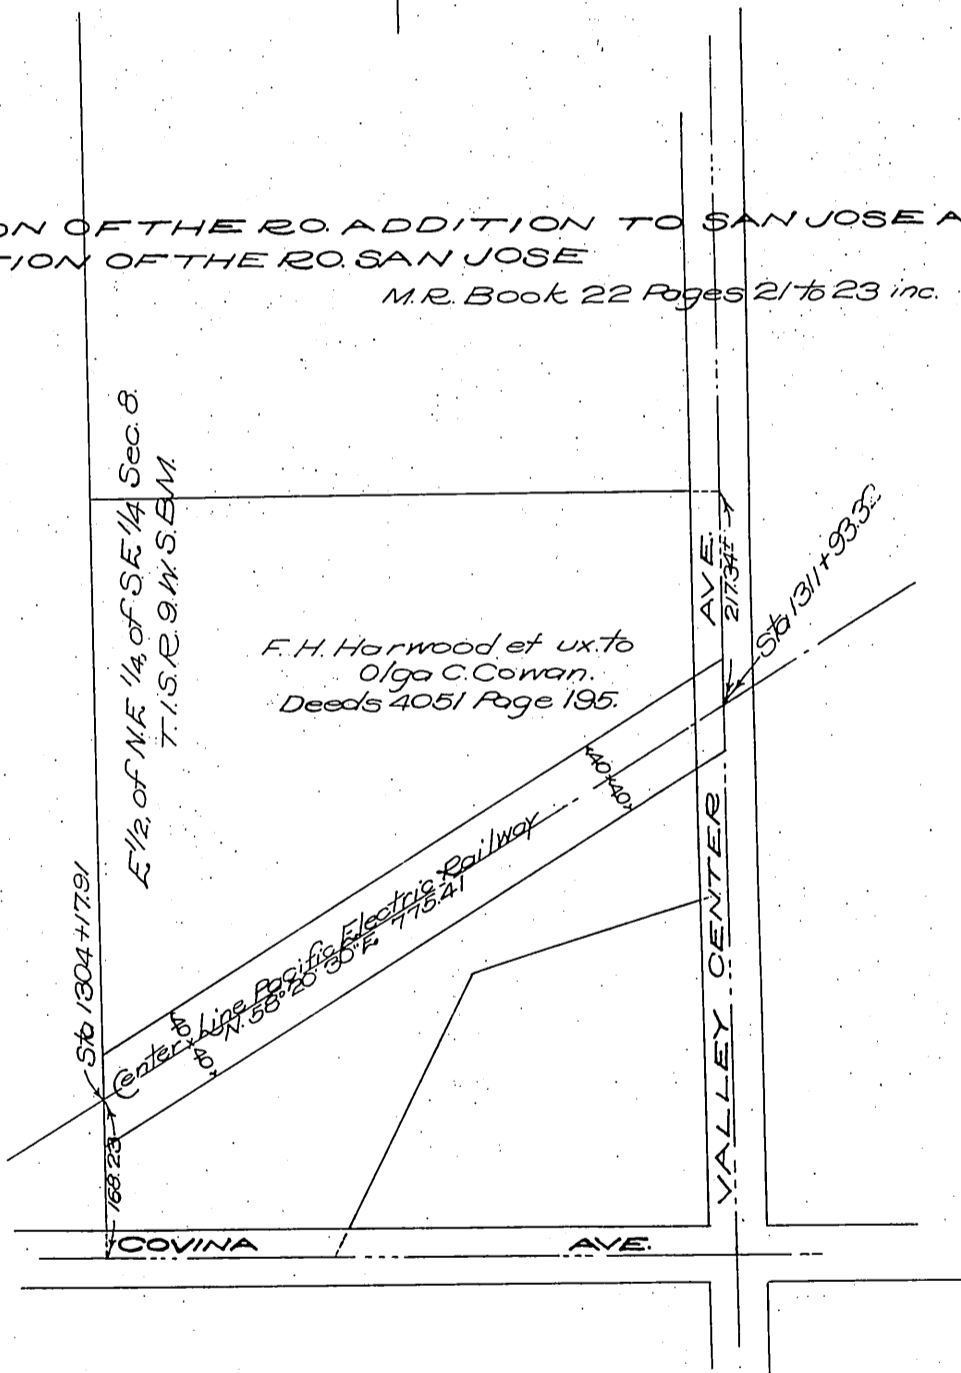 ON OF THE RO. ADDITION TO SAN JOSE A
TION OF THE RO. SAN JOSE
M.R. Book 22 Pages 21 to 23 inc.
E 1/2, of N.E. 1/4, of S.E. 1/4 Sec. 8.
T. 1. S. R. 9. W. S. B. M.
F. H. Harwood et ux. to
Olga C. Cowan.
Deeds 4051 Page 195.
AVE.
217.34±
Sta 1311+93.32
40 40
Center Line Pacific Electric Railway
N. 58° 20' 30" E. 775.41
40
40
Sta 1304+17.91
168.23
VALLEY CENTER
COVINA AVE.